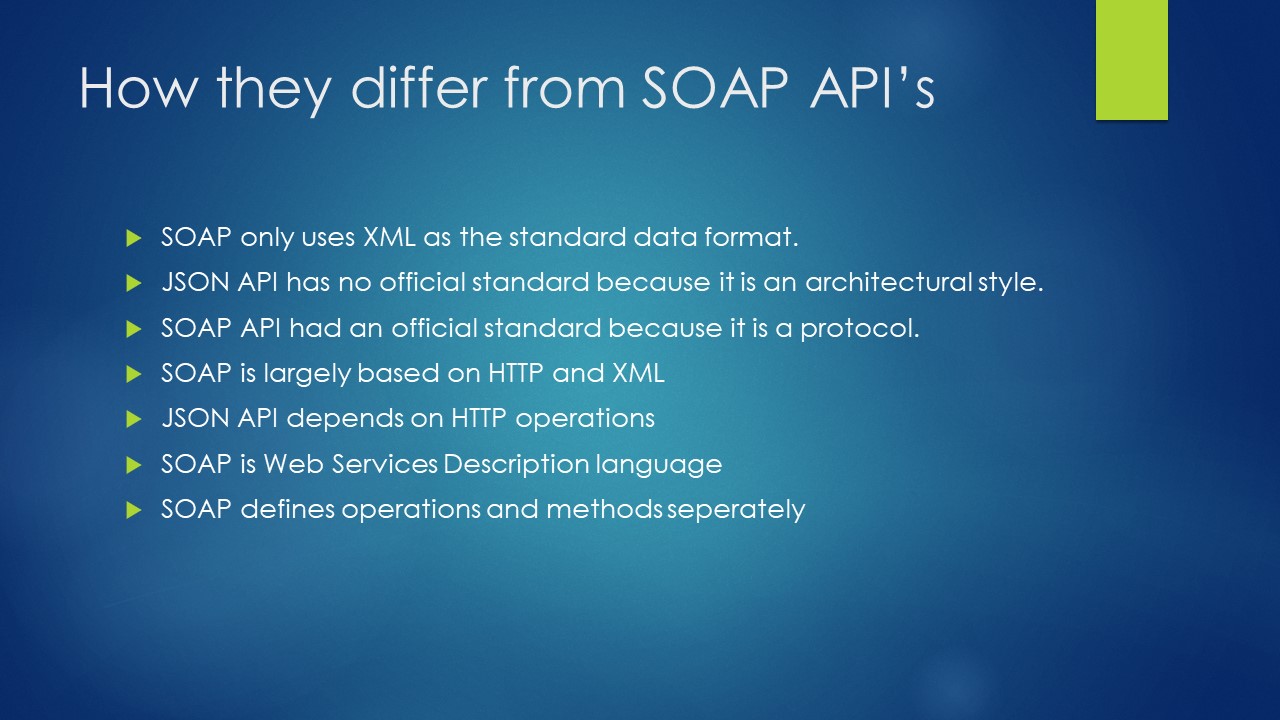 How they differ from SOAP API’s
SOAP only uses XML as the standard data format.
JSON API has no official standard because it is an architectural style.
SOAP API had an official standard because it is a protocol.
SOAP is largely based on HTTP and XML
JSON API depends on HTTP operations
SOAP is Web Services Description language
SOAP defines operations and methods seperately